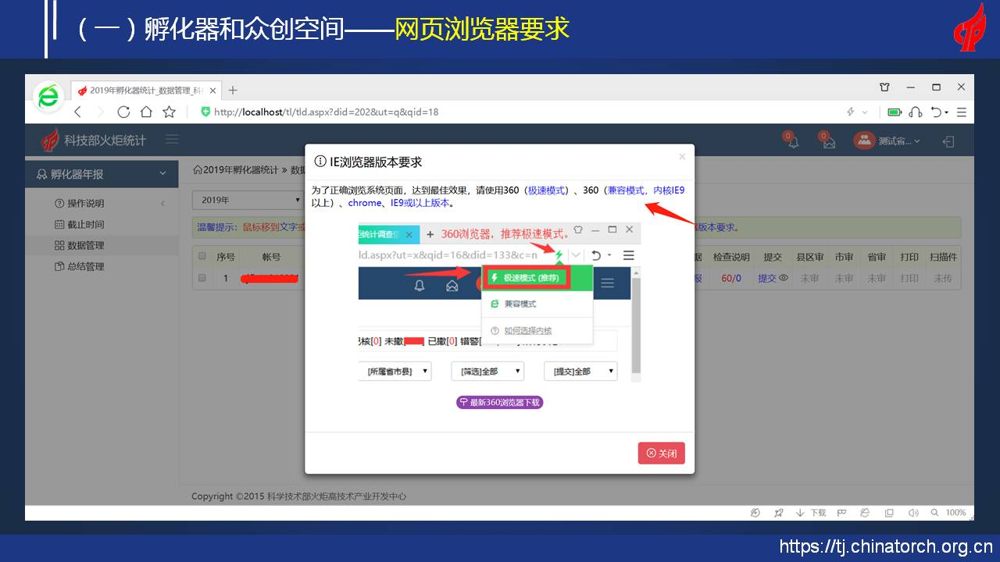 （一）孵化器和众创空间——网页浏览器要求
2019年孵化器统计_数据管理_科
http://localhost/tl/tld.aspx?did=202&ut=q&qid=18
科技部火炬统计
0
0
测试省...
孵化器年报
操作说明
截止时间
数据管理
总结管理
2019年孵化器统计 » 数据
2019年
温馨提示：鼠标移到文字或
版本要求。
序号 帐号
检查说明 提交 县区审 市审 省审 打印 扫描件
1
报 60/0 提交 未审 未审 未审 打印 未传
IE浏览器版本要求
为了正确浏览系统页面，达到最佳效果，请使用360（极速模式）、360（兼容模式，内核IE9
以上）、chrome、IE9或以上版本。
统计调查
360浏览器，推荐极速模式。
ld.aspx?ut=x&qid=16&did=133&c=n
极速模式 (推荐)
兼容模式
如何选择内核
核[0] 未撤[ ] 已撤[0] 错警[
[所属省市县] [筛选]全部 [提交]全部
最新360浏览器下载
关闭
Copyright ©2015 科学技术部火炬高技术产业开发中心
下载
100%
https://tj.chinatorch.org.cn